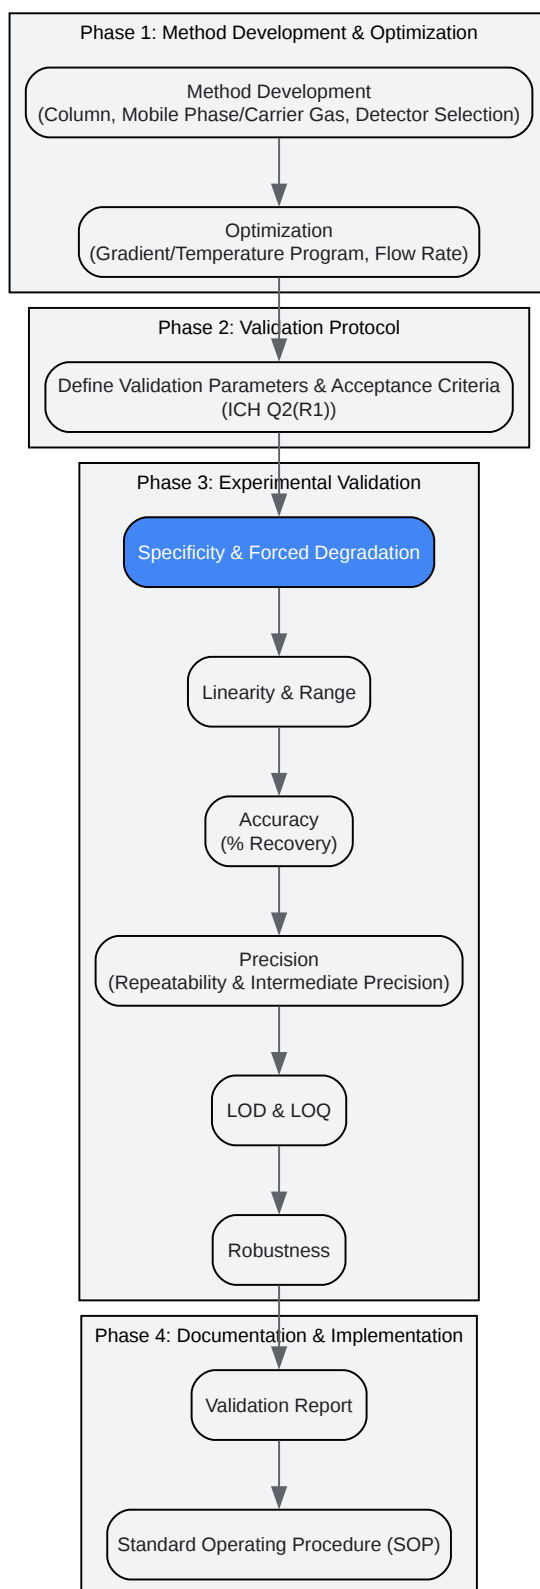 Phase 1: Method Development & Optimization
Method Development
(Column, Mobile Phase/Carrier Gas, Detector Selection)
Optimization
(Gradient/Temperature Program, Flow Rate)
Phase 2: Validation Protocol
Define Validation Parameters & Acceptance Criteria
(ICH Q2(R1))
Phase 3: Experimental Validation
Specificity & Forced Degradation
Linearity & Range
Accuracy
(% Recovery)
Precision
(Repeatability & Intermediate Precision)
LOD & LOQ
Robustness
Phase 4: Documentation & Implementation
Validation Report
Standard Operating Procedure (SOP)